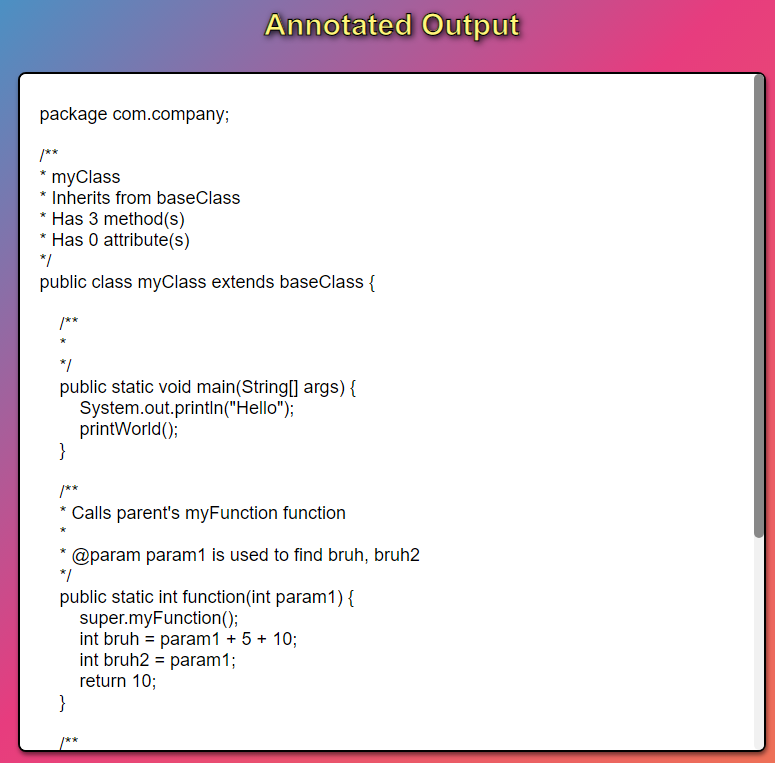 Annotated Output
package com.company;
/**
* myClass
* Inherits from baseClass
* Has 3 method(s)
* Has 0 attribute(s)
*/
public class myClass extends baseClass {
/**
*
*/
public static void main(String[] args) {
System.out.println("Hello");
printWorld();
}
/**
* Calls parent's myFunction function
*
* @param param1 is used to find bruh, bruh2
*/
public static int function(int param1) {
super.myFunction();
int bruh = param1 + 5 + 10;
int bruh2 = param1;
return 10;
}
/**